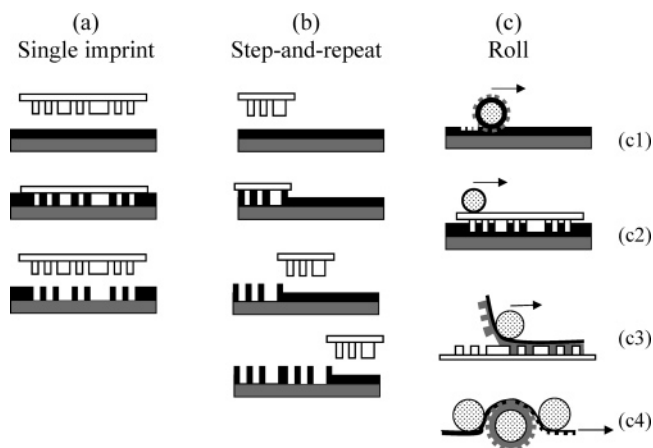 (a)
Single imprint
(b)
Step-and-repeat
(c)
Roll
(c1)
(c2)
(c3)
(c4)